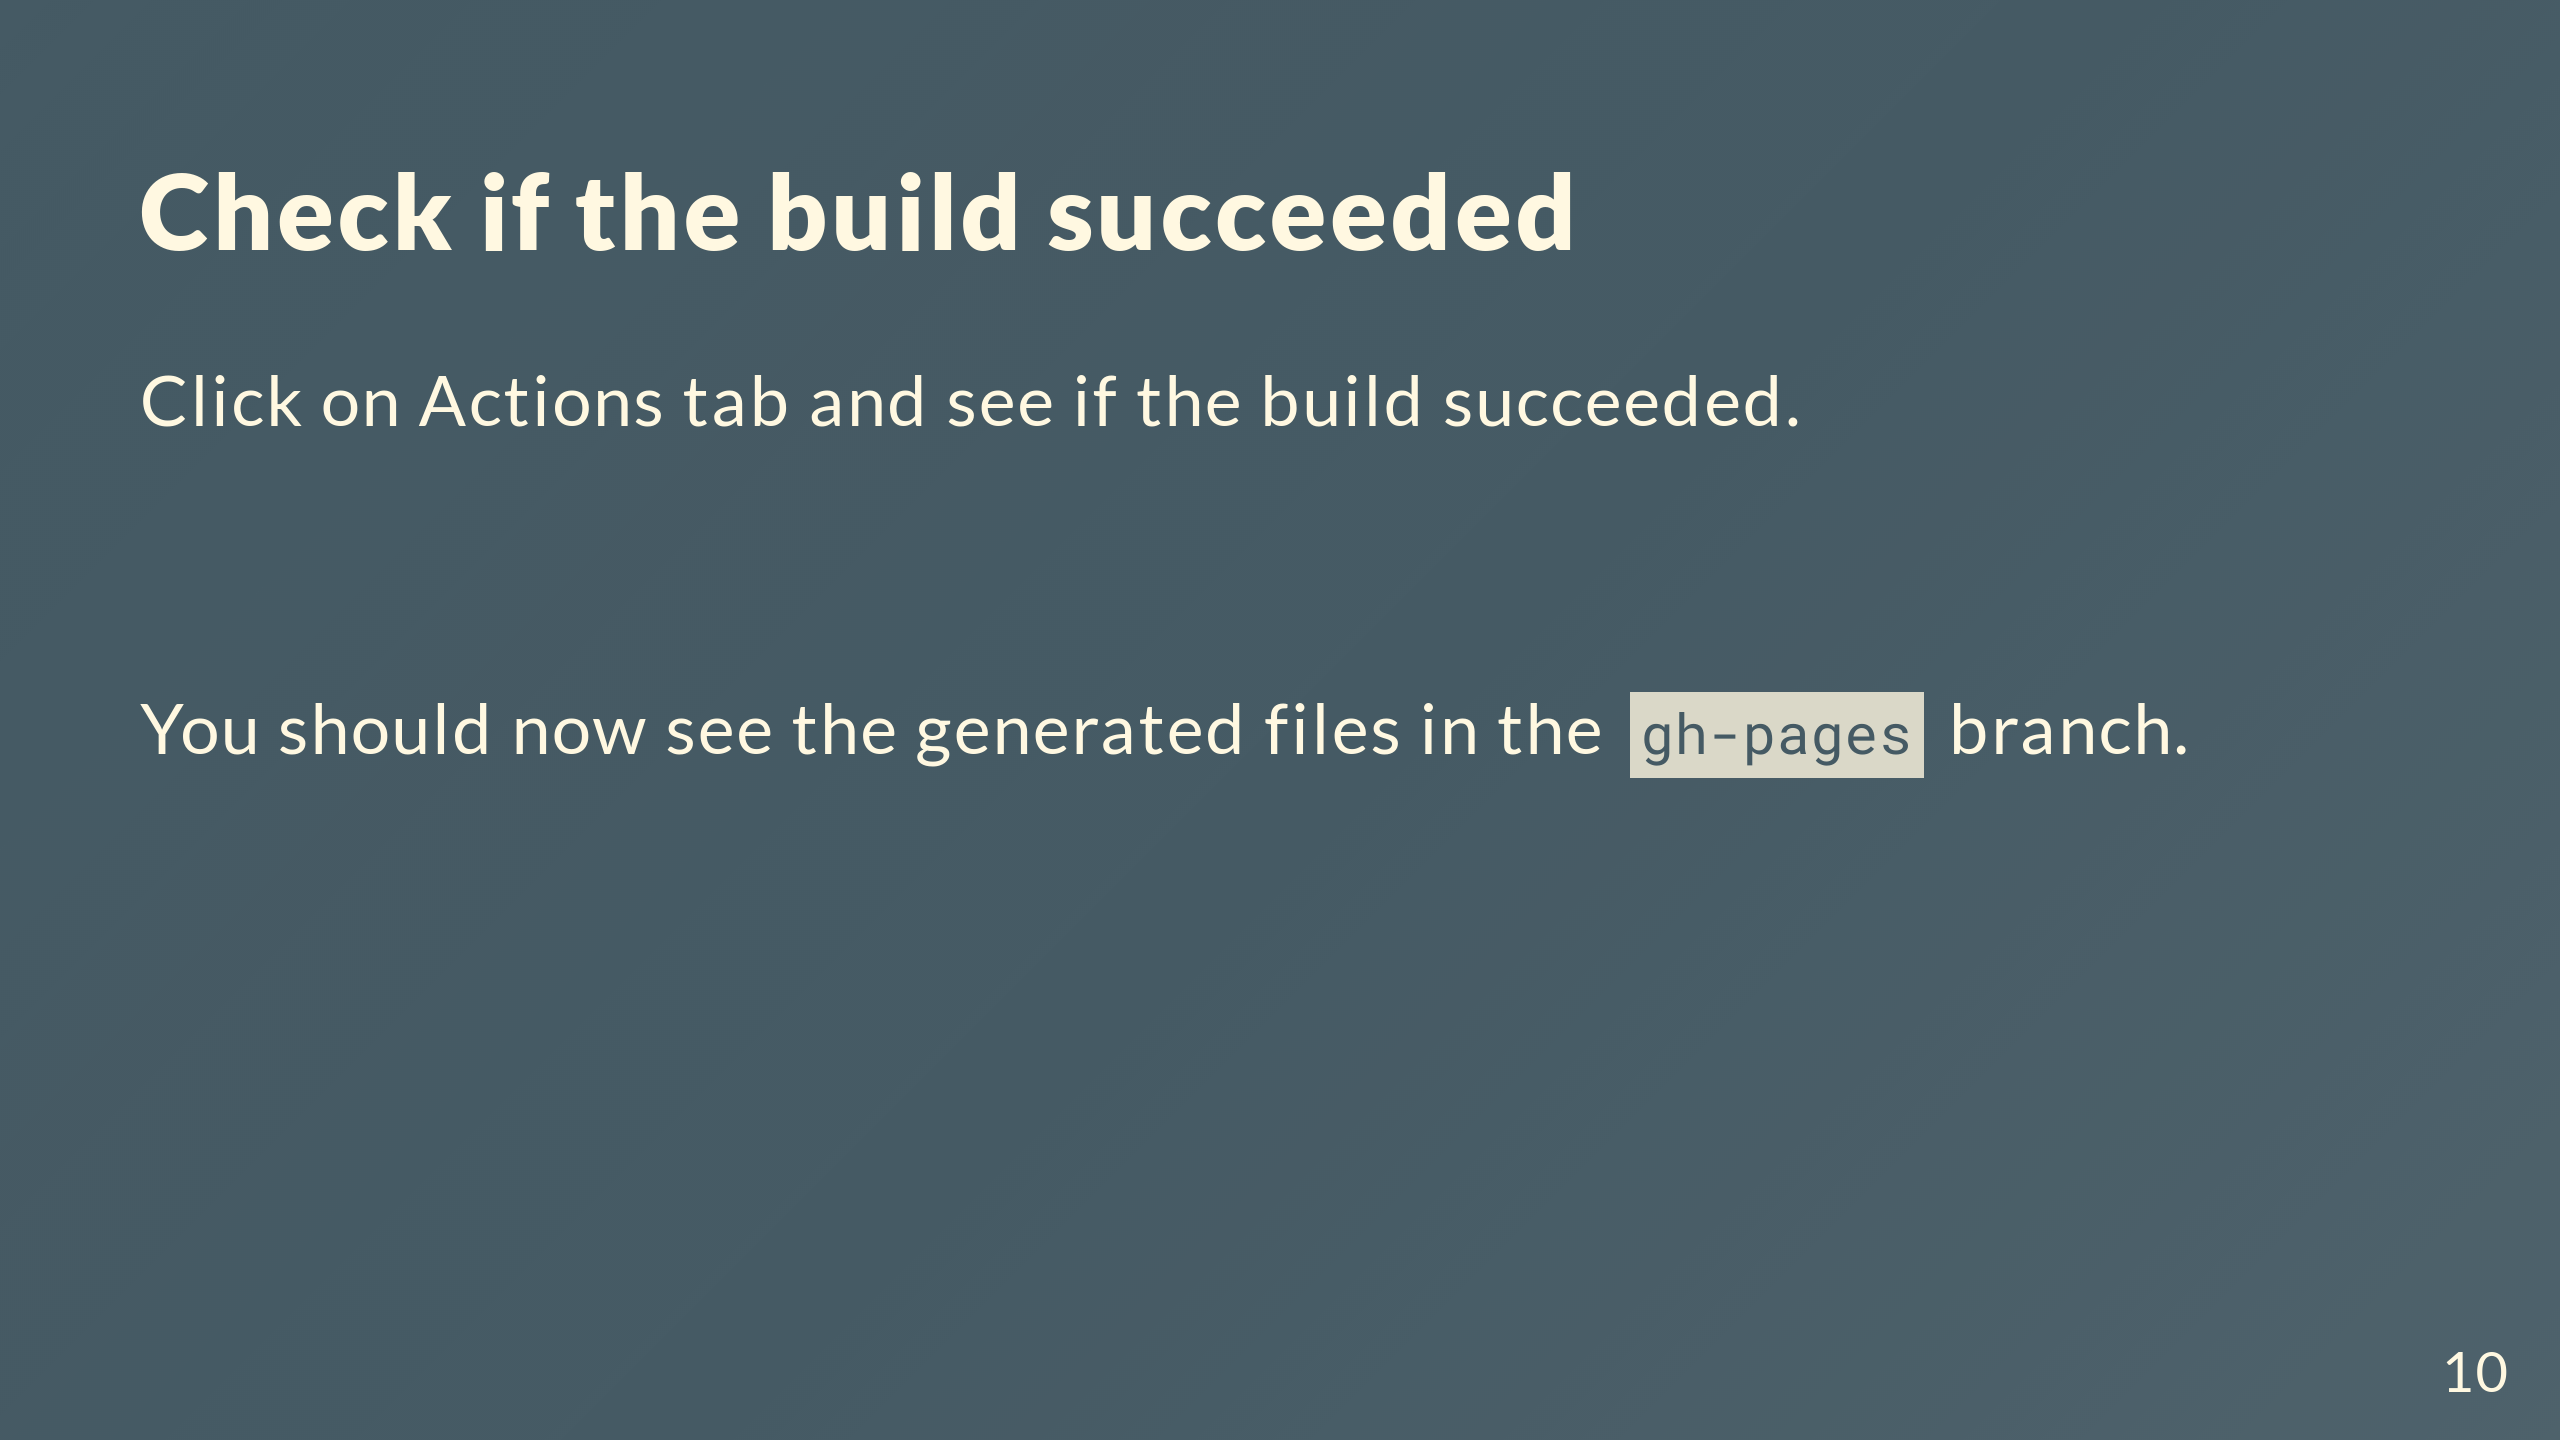 Check if the build succeeded
Click on Actions tab and see if the build succeeded.
You should now see the generated files in the gh-pages branch.
10